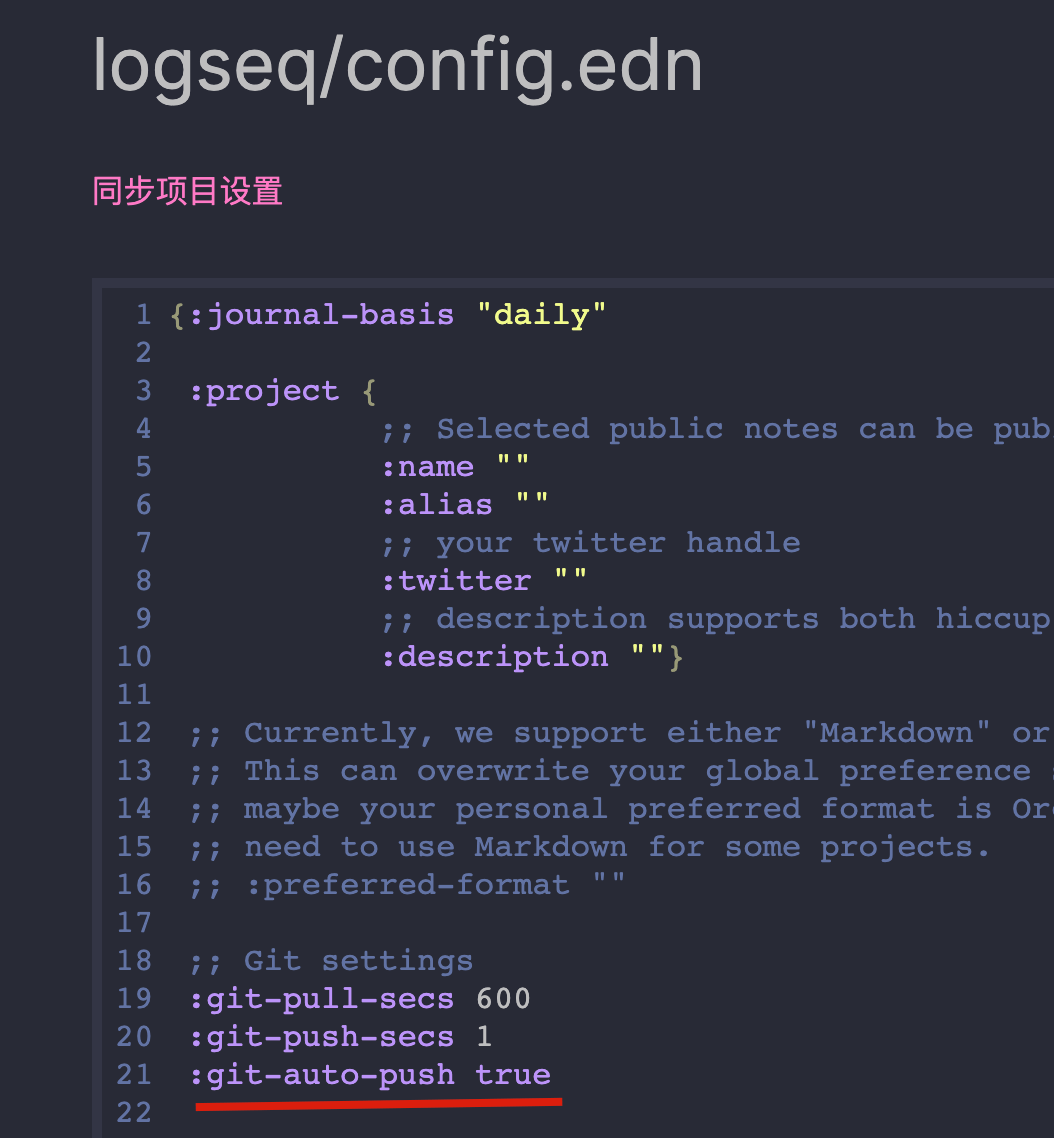 logseq/config.edn
同步项目设置
1 {:journal-basis "daily"
2
3 :project {
4 ;; Selected public notes can be pub
5 :name ""
6 :alias ""
7 ;; your twitter handle
8 :twitter ""
9 ;; description supports both hiccup
10 :description ""}
11
12 ;; Currently, we support either "Markdown" or
13 ;; This can overwrite your global preference
14 ;; maybe your personal preferred format is Or
15 ;; need to use Markdown for some projects.
16 ;; :preferred-format ""
17
18 ;; Git settings
19 :git-pull-secs 600
20 :git-push-secs 1
21 :git-auto-push true
22